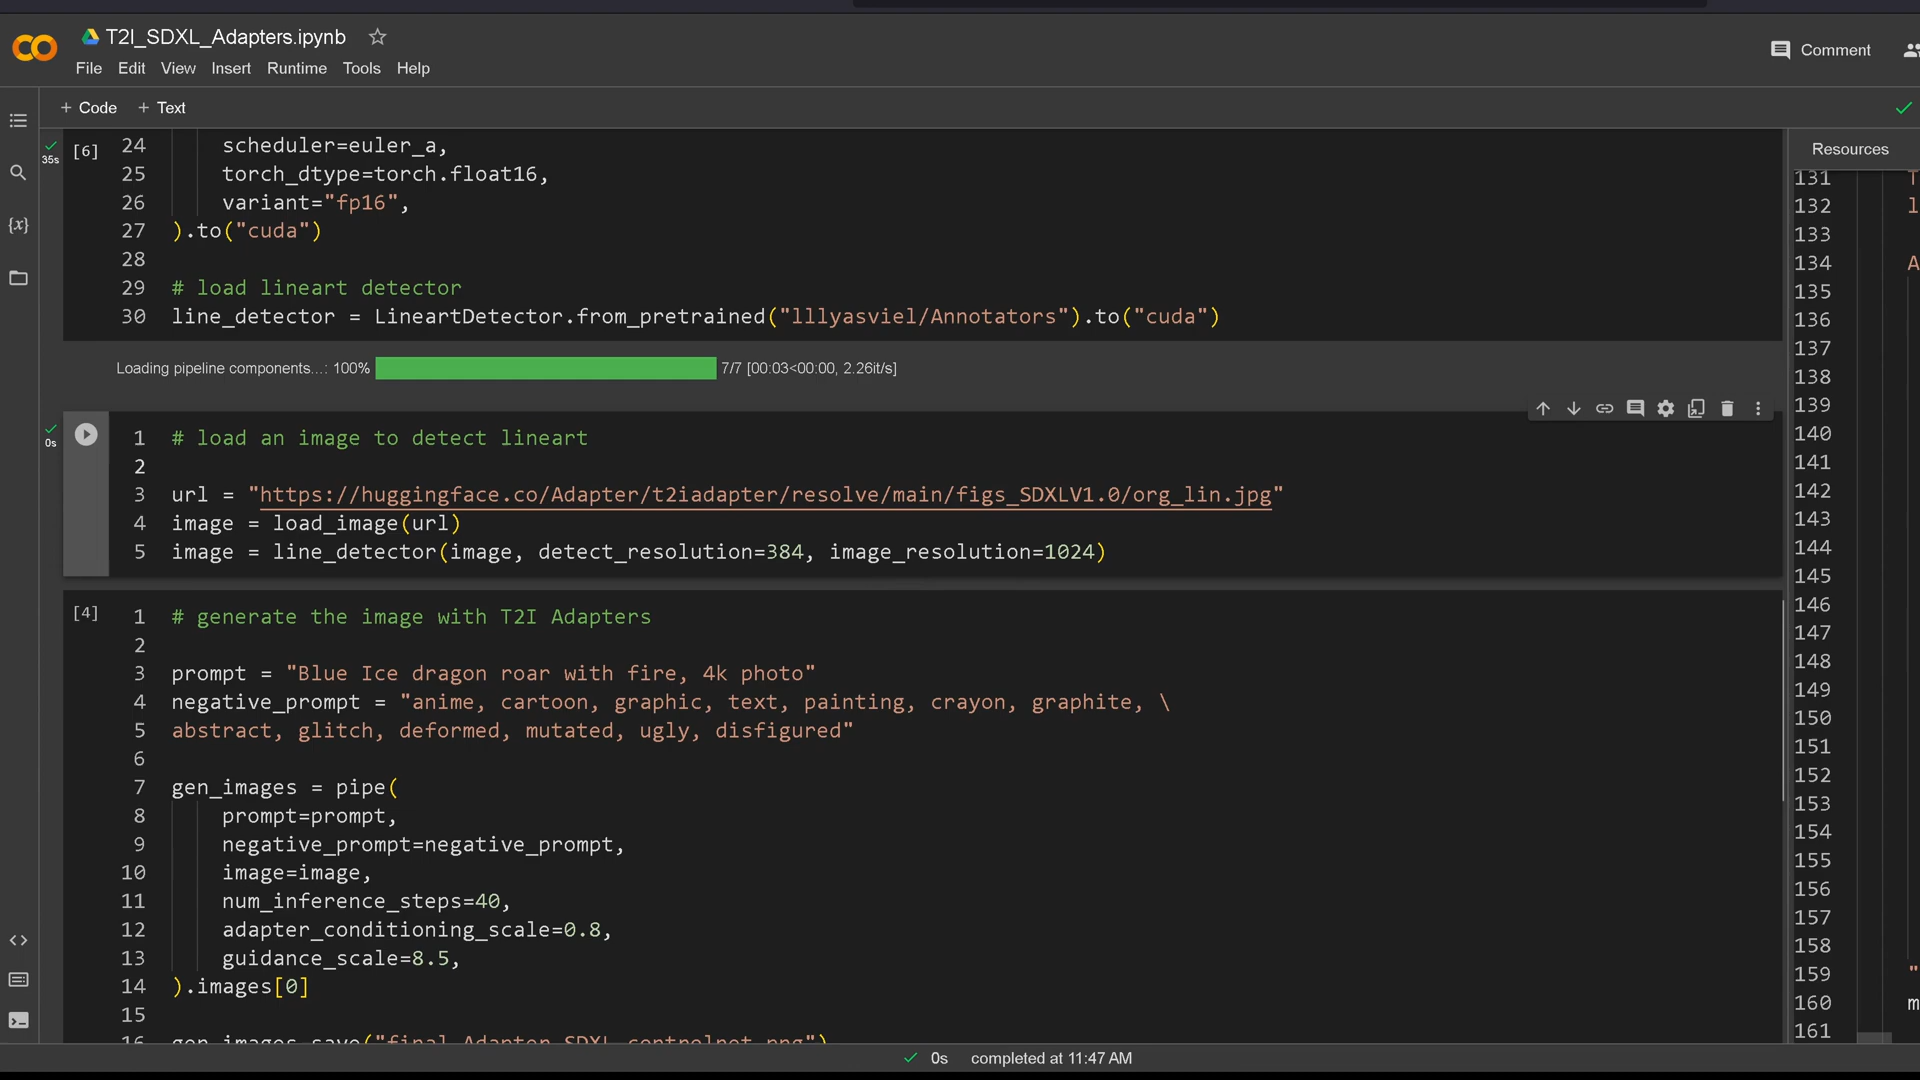 T2I_SDXL_Adapters.ipynb
File Edit View Insert Runtime Tools Help
Comment
+ Code + Text
35s
[6]
24 scheduler=euler_a,
25 torch_dtype=torch.float16,
26 variant="fp16",
27 ).to("cuda")
28
29 # load lineart detector
30 line_detector = LineartDetector.from_pretrained("lllyasviel/Annotators").to("cuda")
Loading pipeline components...: 100% 7/7 [00:03<00:00, 2.26it/s]
0s
1 # load an image to detect lineart
2
3 url = "https://huggingface.co/Adapter/t2iadapter/resolve/main/figs_SDXLV1.0/org_lin.jpg"
4 image = load_image(url)
5 image = line_detector(image, detect_resolution=384, image_resolution=1024)
[4]
1 # generate the image with T2I Adapters
2
3 prompt = "Blue Ice dragon roar with fire, 4k photo"
4 negative_prompt = "anime, cartoon, graphic, text, painting, crayon, graphite, \
5 abstract, glitch, deformed, mutated, ugly, disfigured"
6
7 gen_images = pipe(
8 prompt=prompt,
9 negative_prompt=negative_prompt,
10 image=image,
11 num_inference_steps=40,
12 adapter_conditioning_scale=0.8,
13 guidance_scale=8.5,
14 ).images[0]
15
16 gen_images.save("final_Adapter_SDXL_controlnet.png")
Resources
131 T
132 l
133
134 A
135
136
137
138
139
140
141
142
143
144
145
146
147
148
149
150
151
152
153
154
155
156
157
158
159 "
160 m
161
0s completed at 11:47 AM